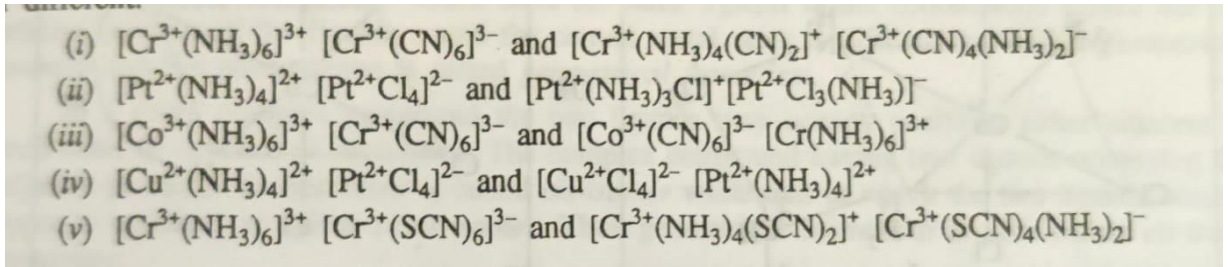 (i) [Cr³⁺(NH₃)₆]³⁺ [Cr³⁺(CN)₆]³⁻ and [Cr³⁺(NH₃)₄(CN)₂]⁺ [Cr³⁺(CN)₄(NH₃)₂]⁻
(ii) [Pt²⁺(NH₃)₄]²⁺ [Pt²⁺Cl₄]²⁻ and [Pt²⁺(NH₃)₃Cl]⁺[Pt²⁺Cl₃(NH₃)]⁻
(iii) [Co³⁺(NH₃)₆]³⁺ [Cr³⁺(CN)₆]³⁻ and [Co³⁺(CN)₆]³⁻ [Cr(NH₃)₆]³⁺
(iv) [Cu²⁺(NH₃)₄]²⁺ [Pt²⁺Cl₄]²⁻ and [Cu²⁺Cl₄]²⁻ [Pt²⁺(NH₃)₄]²⁺
(v) [Cr³⁺(NH₃)₆]³⁺ [Cr³⁺(SCN)₆]³⁻ and [Cr³⁺(NH₃)₄(SCN)₂]⁺ [Cr³⁺(SCN)₄(NH₃)₂]⁻